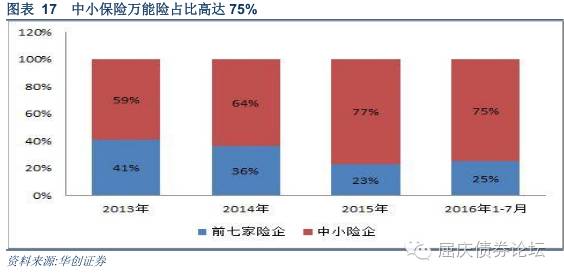 图表 17 中小保险万能险占比高达 75%
120%
100%
80%
60%
40%
20%
0%
59%
64%
77%
75%
41%
36%
23%
25%
2013年
2014年
2015年
2016年1-7月
前七家险企
中小险企
屈庆债券论坛
资料来源:华创证券